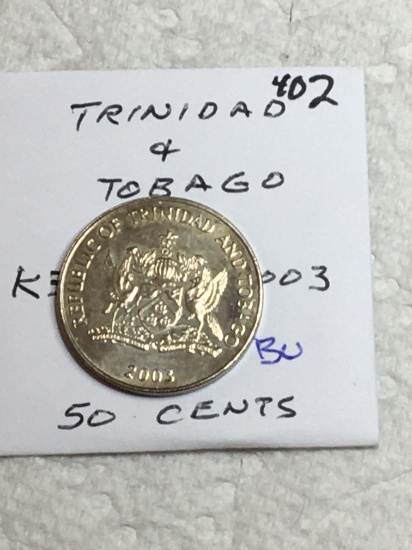 402
TRINIDAD
&
TOBAGO
REPUBLIC OF TRINIDAD AND TOBAGO
2003
BU
50 CENTS